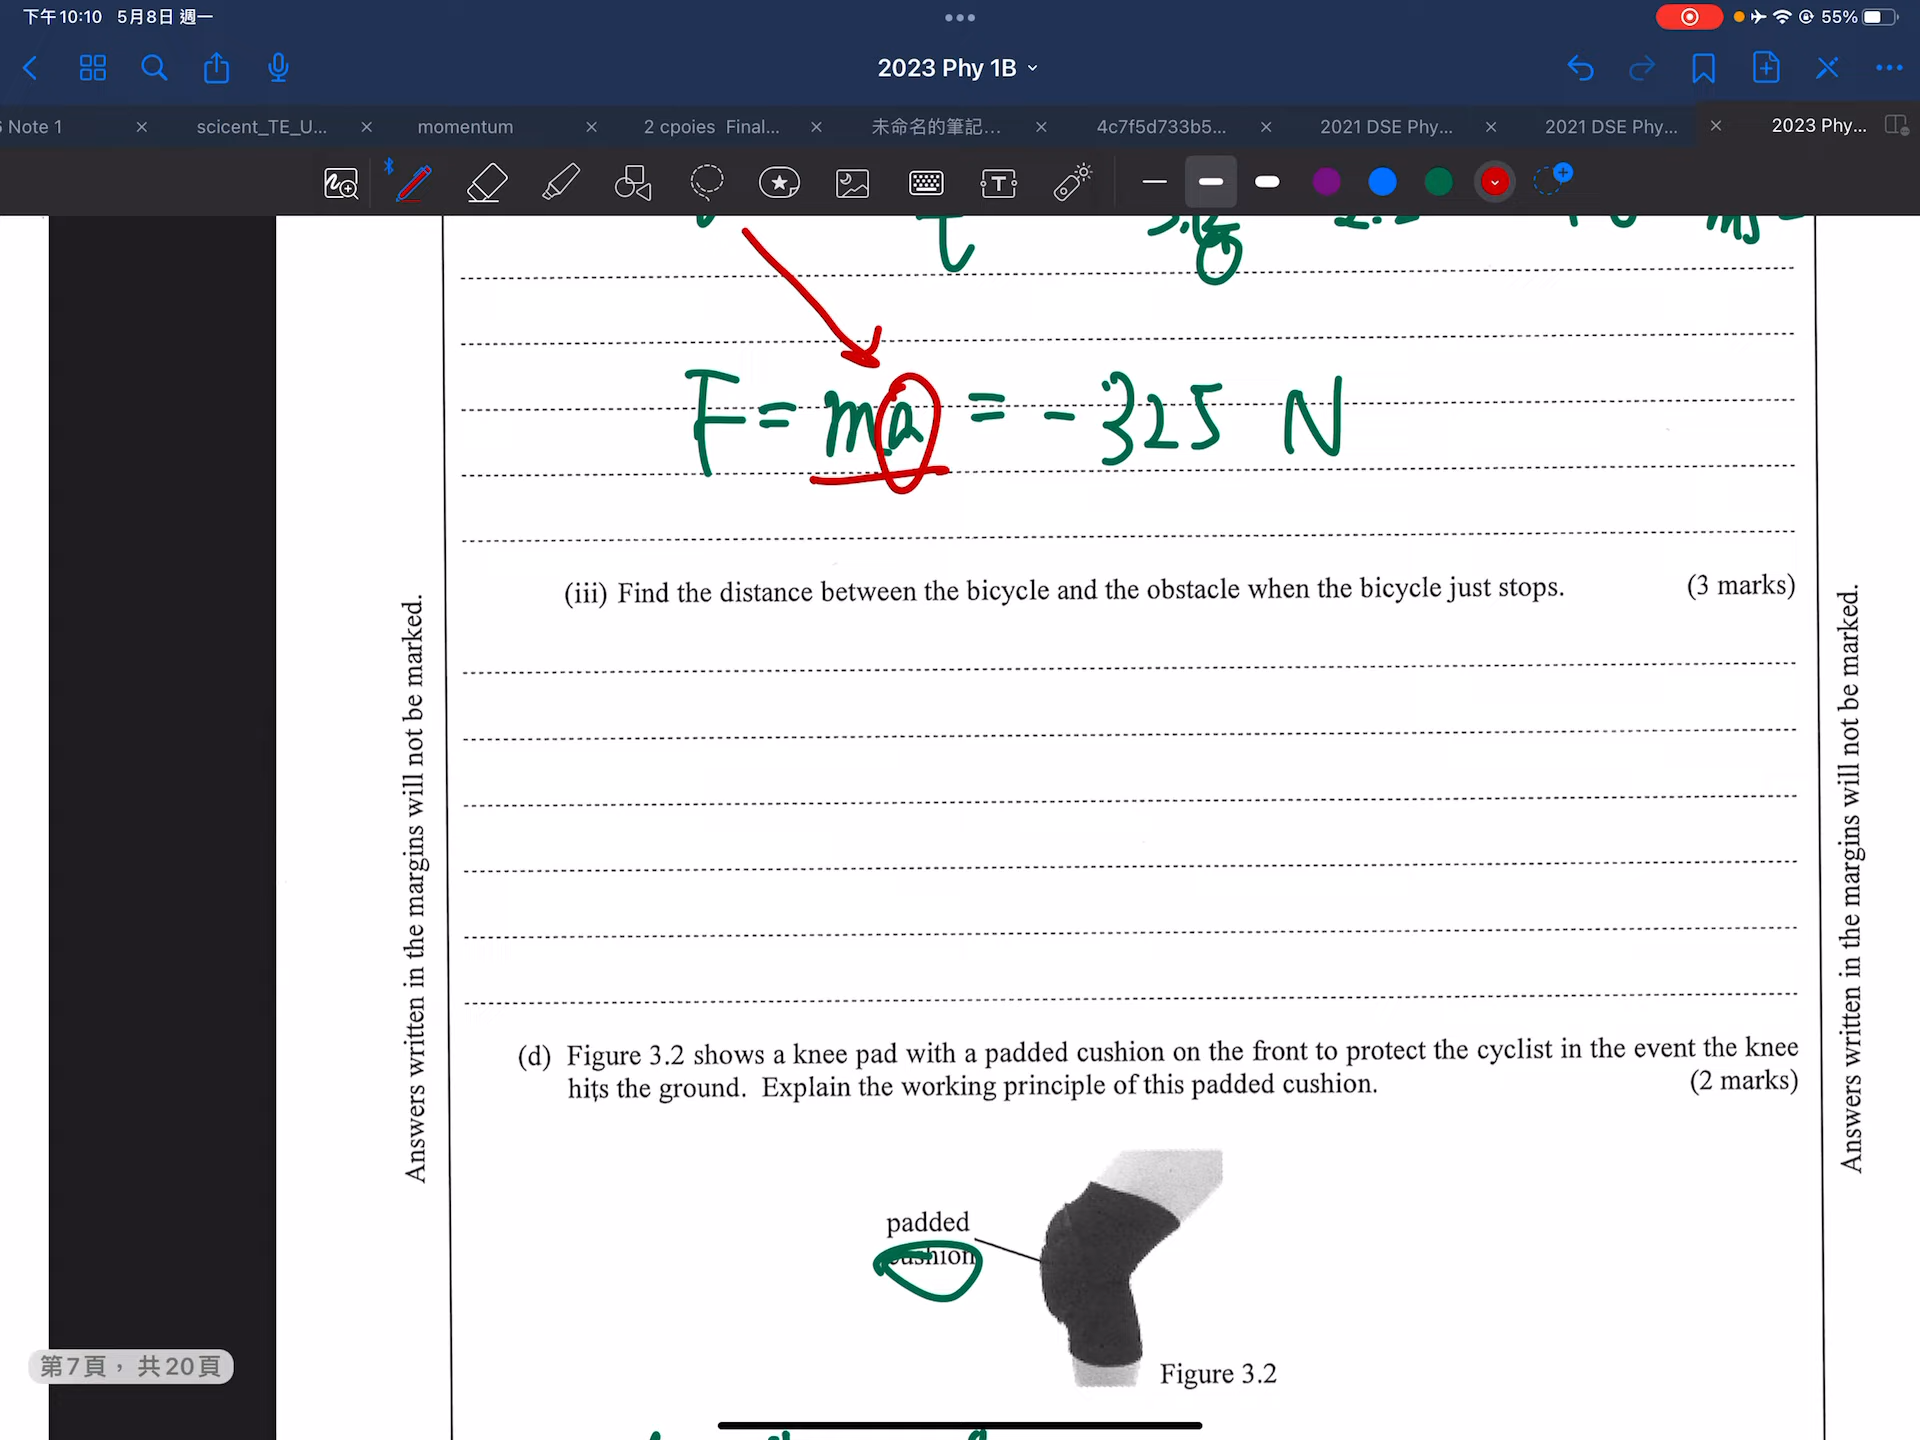 下午10:10 5月8日 週一
55%
2023 Phy 1B
Note 1
scicent_TE_U...
momentum
2 cpoies Final...
未命名的筆記...
4c7f5d733b5...
2021 DSE Phy...
2021 DSE Phy...
2023 Phy...
F = ma = - 325 N
(iii) Find the distance between the bicycle and the obstacle when the bicycle just stops. (3 marks)
Answers written in the margins will not be marked.
Answers written in the margins will not be marked.
(d) Figure 3.2 shows a knee pad with a padded cushion on the front to protect the cyclist in the event the knee
hits the ground. Explain the working principle of this padded cushion. (2 marks)
padded
cushion
Figure 3.2
第7頁，共20頁